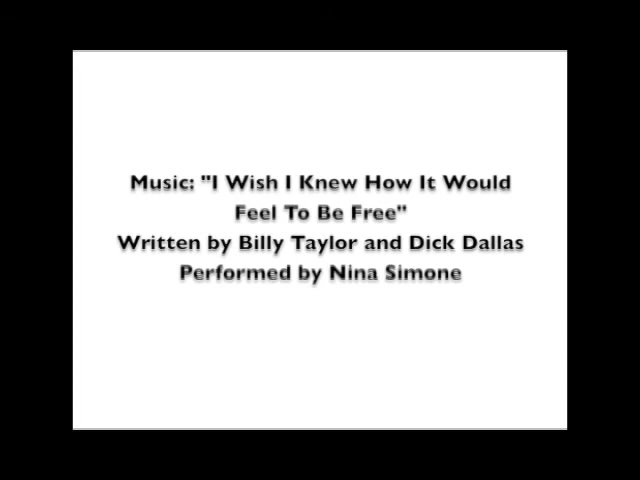 Music: "I Wish I Knew How It Would
Feel To Be Free"
Written by Billy Taylor and Dick Dallas
Performed by Nina Simone